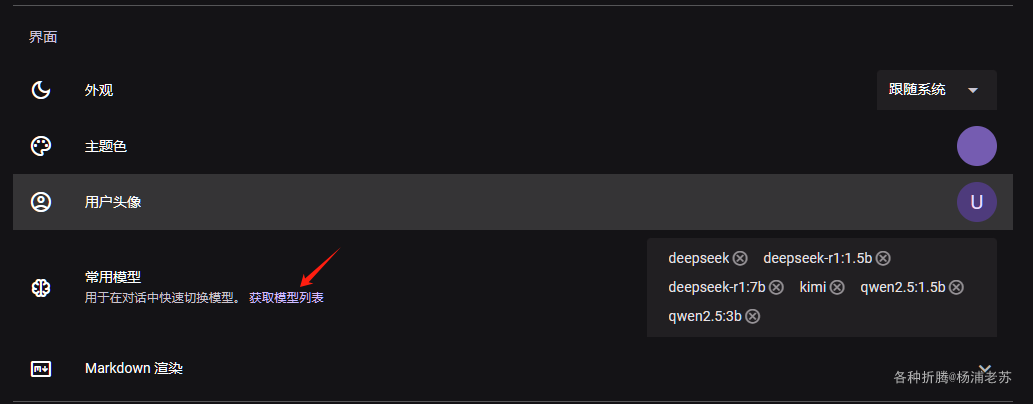 界面
外观
跟随系统
主题色
用户头像
U
常用模型
用于在对话中快速切换模型。 获取模型列表
deepseek deepseek-r1:1.5b
deepseek-r1:7b kimi qwen2.5:1.5b
qwen2.5:3b
Markdown 渲染
各种折腾@杨浦老苏